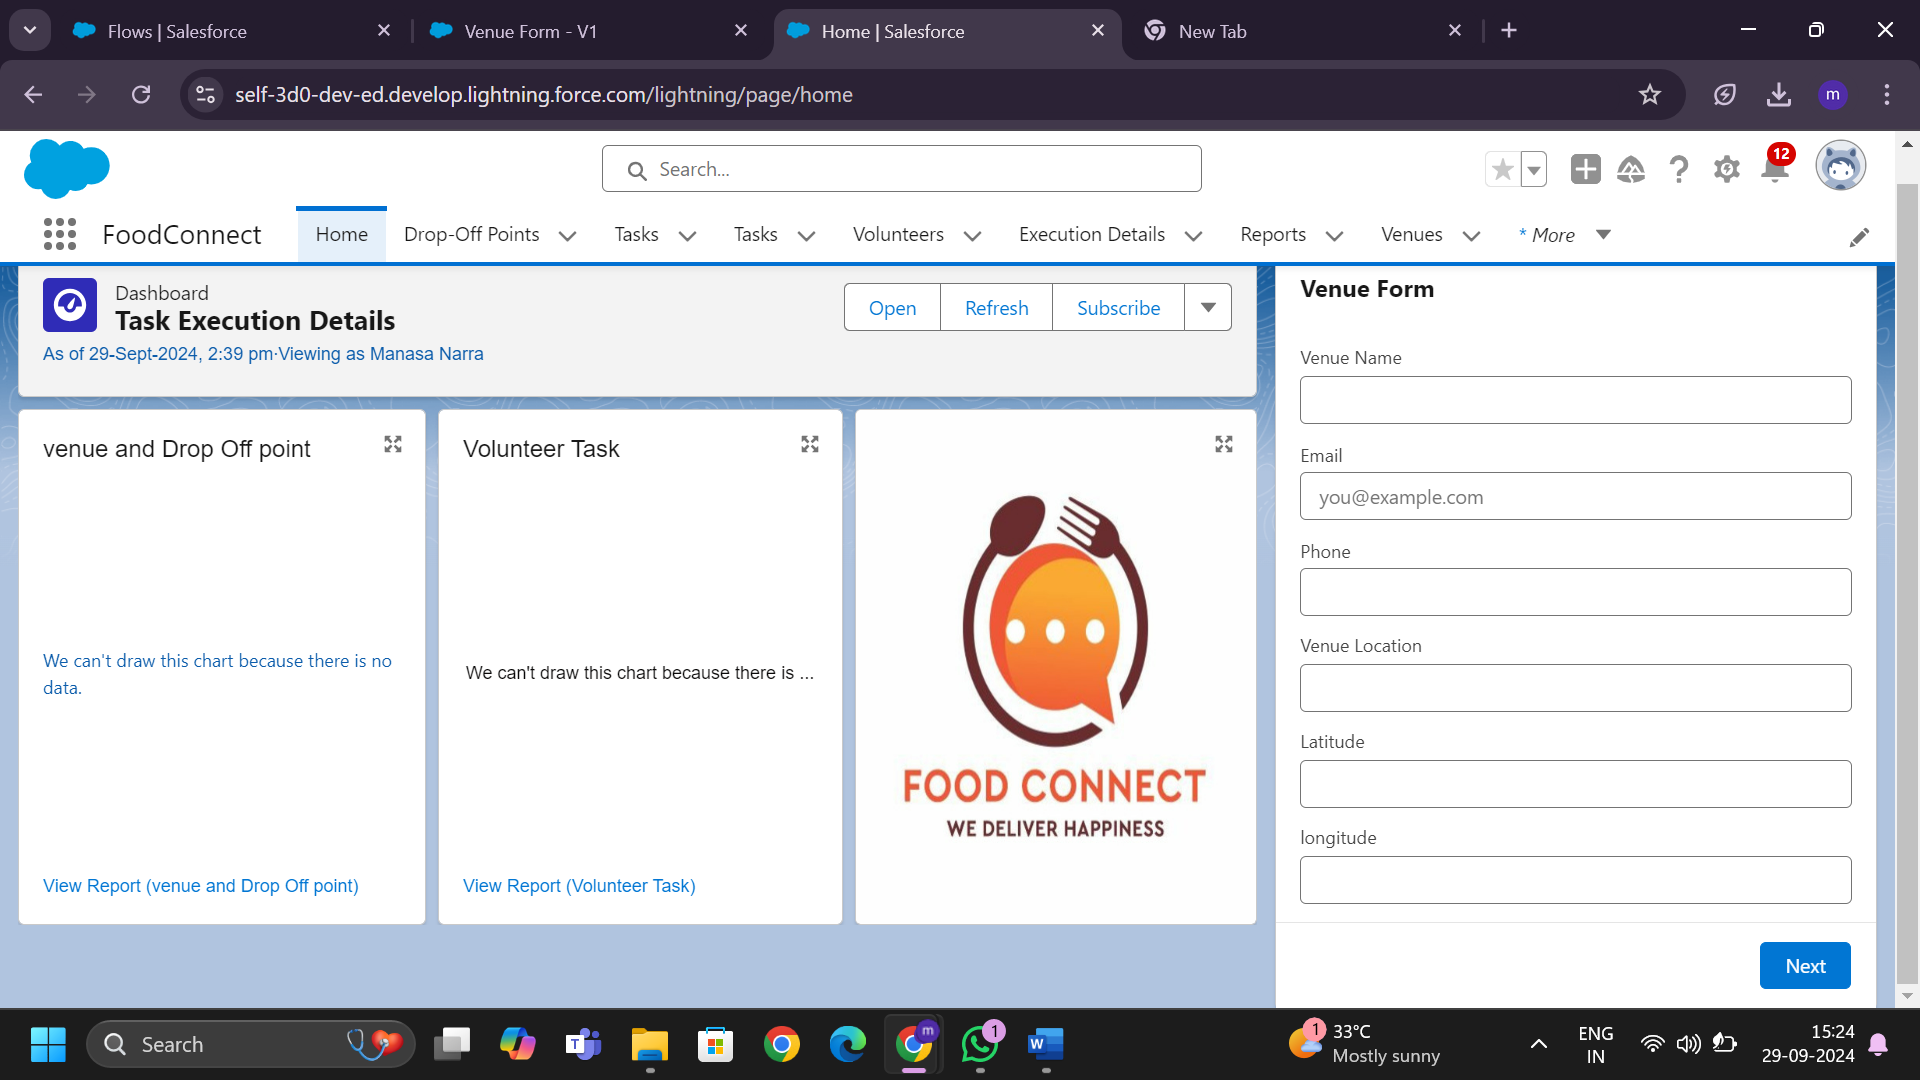 Flows | Salesforce
Venue Form - V1
Home | Salesforce
New Tab
self-3d0-dev-ed.develop.lightning.force.com/lightning/page/home
m
Search...
12
FoodConnect
Home
Drop-Off Points
Tasks
Tasks
Volunteers
Execution Details
Reports
Venues
* More
Dashboard
Task Execution Details
As of 29-Sept-2024, 2:39 pm·Viewing as Manasa Narra
Open
Refresh
Subscribe
venue and Drop Off point
We can't draw this chart because there is no
data.
View Report (venue and Drop Off point)
Volunteer Task
We can't draw this chart because there is ...
View Report (Volunteer Task)
FOOD CONNECT
WE DELIVER HAPPINESS
Venue Form
Venue Name
Email
you@example.com
Phone
Venue Location
Latitude
longitude
Next
Search
T
m
1
W
1
33°C
Mostly sunny
ENG
IN
15:24
29-09-2024